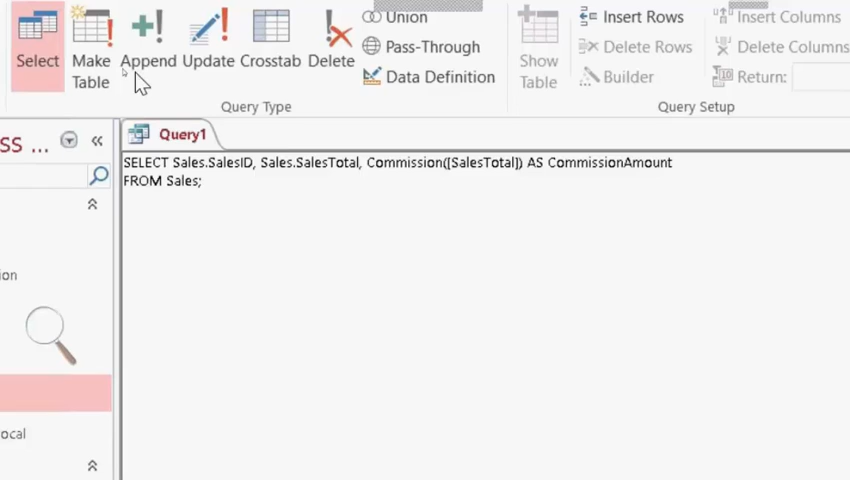 Select
Make
Table
Append
Update
Crosstab
Delete
Union
Pass-Through
Data Definition
Query Type
Show
Table
Insert Rows
Delete Rows
Builder
Insert Columns
Delete Columns
Return:
Query Setup
SS ...
Query1
SELECT Sales.SalesID, Sales.SalesTotal, Commission([SalesTotal]) AS CommissionAmount
FROM Sales;
ion
ocal